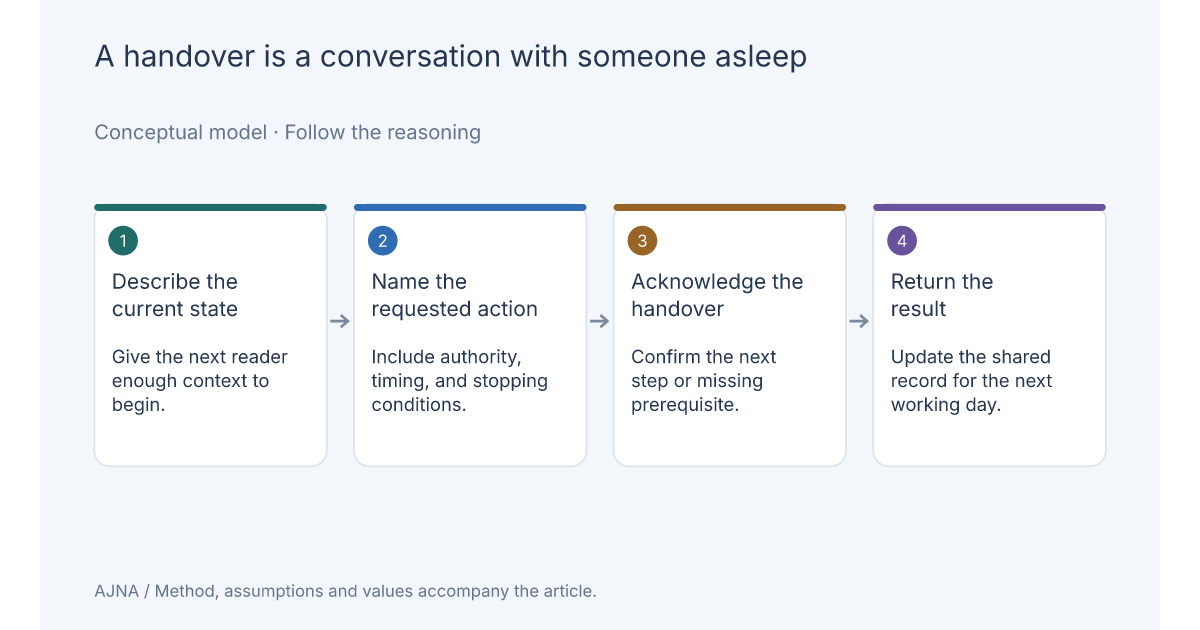 A handover is a conversation with someone asleep
Conceptual model · Follow the reasoning
1
Describe the
current state
Give the next reader
enough context to
begin.
2
Name the
requested action
Include authority,
timing, and stopping
conditions.
3
Acknowledge the
handover
Confirm the next
step or missing
prerequisite.
4
Return the
result
Update the shared
record for the next
working day.
AJNA / Method, assumptions and values accompany the article.